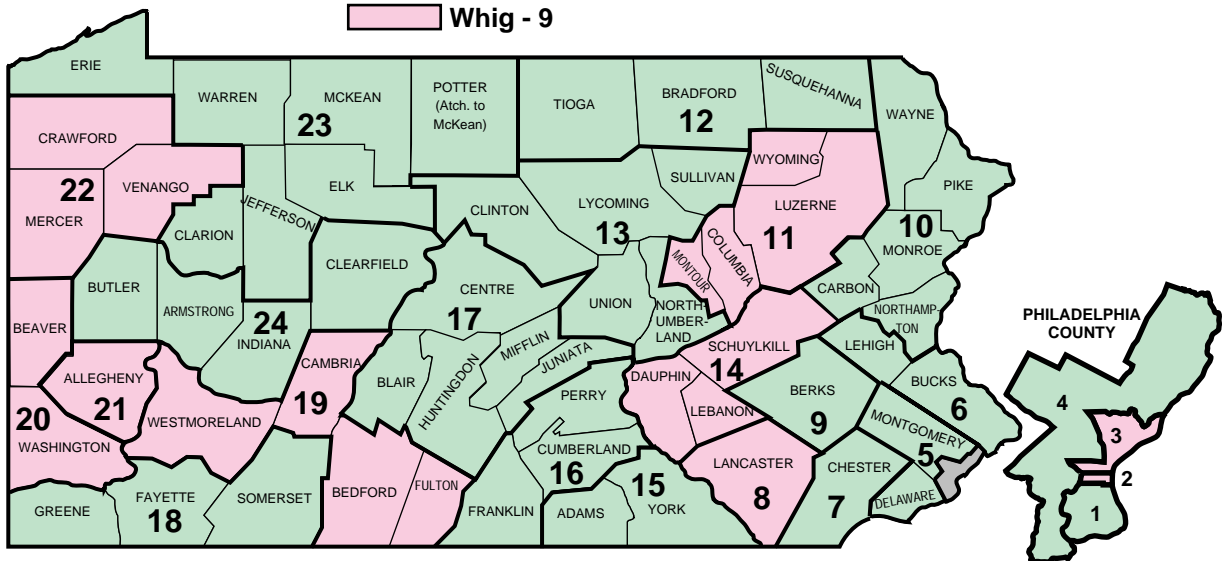 Whig - 9
ERIE
WARREN
MCKEAN
POTTER
(Atch. to
McKean)
TIOGA
BRADFORD
SUSQUEHANNA
WAYNE
23
12
CRAWFORD
WYOMING
22
VENANGO
ELK
SULLIVAN
PIKE
MERCER
JEFFERSON
CLINTON
LYCOMING
LUZERNE
CLARION
13
11
10
COLUMBIA
MONROE
CLEARFIELD
MONTOUR
BUTLER
CENTRE
UNION
CARBON
ARMSTRONG
17
NORTH-
UMBER-
LAND
NORTHAMP-
TON
BEAVER
24
INDIANA
MIFFLIN
SCHUYLKILL
LEHIGH
PHILADELPHIA
COUNTY
CAMBRIA
JUNIATA
14
ALLEGHENY
BLAIR
HUNTINGDON
DAUPHIN
BERKS
BUCKS
19
PERRY
LEBANON
6
4
20
21
WESTMORELAND
9
MONTGOMERY
3
WASHINGTON
CUMBERLAND
5
16
LANCASTER
CHESTER
2
FAYETTE
SOMERSET
BEDFORD
FULTON
15
8
7
DELAWARE
GREENE
18
FRANKLIN
ADAMS
YORK
1